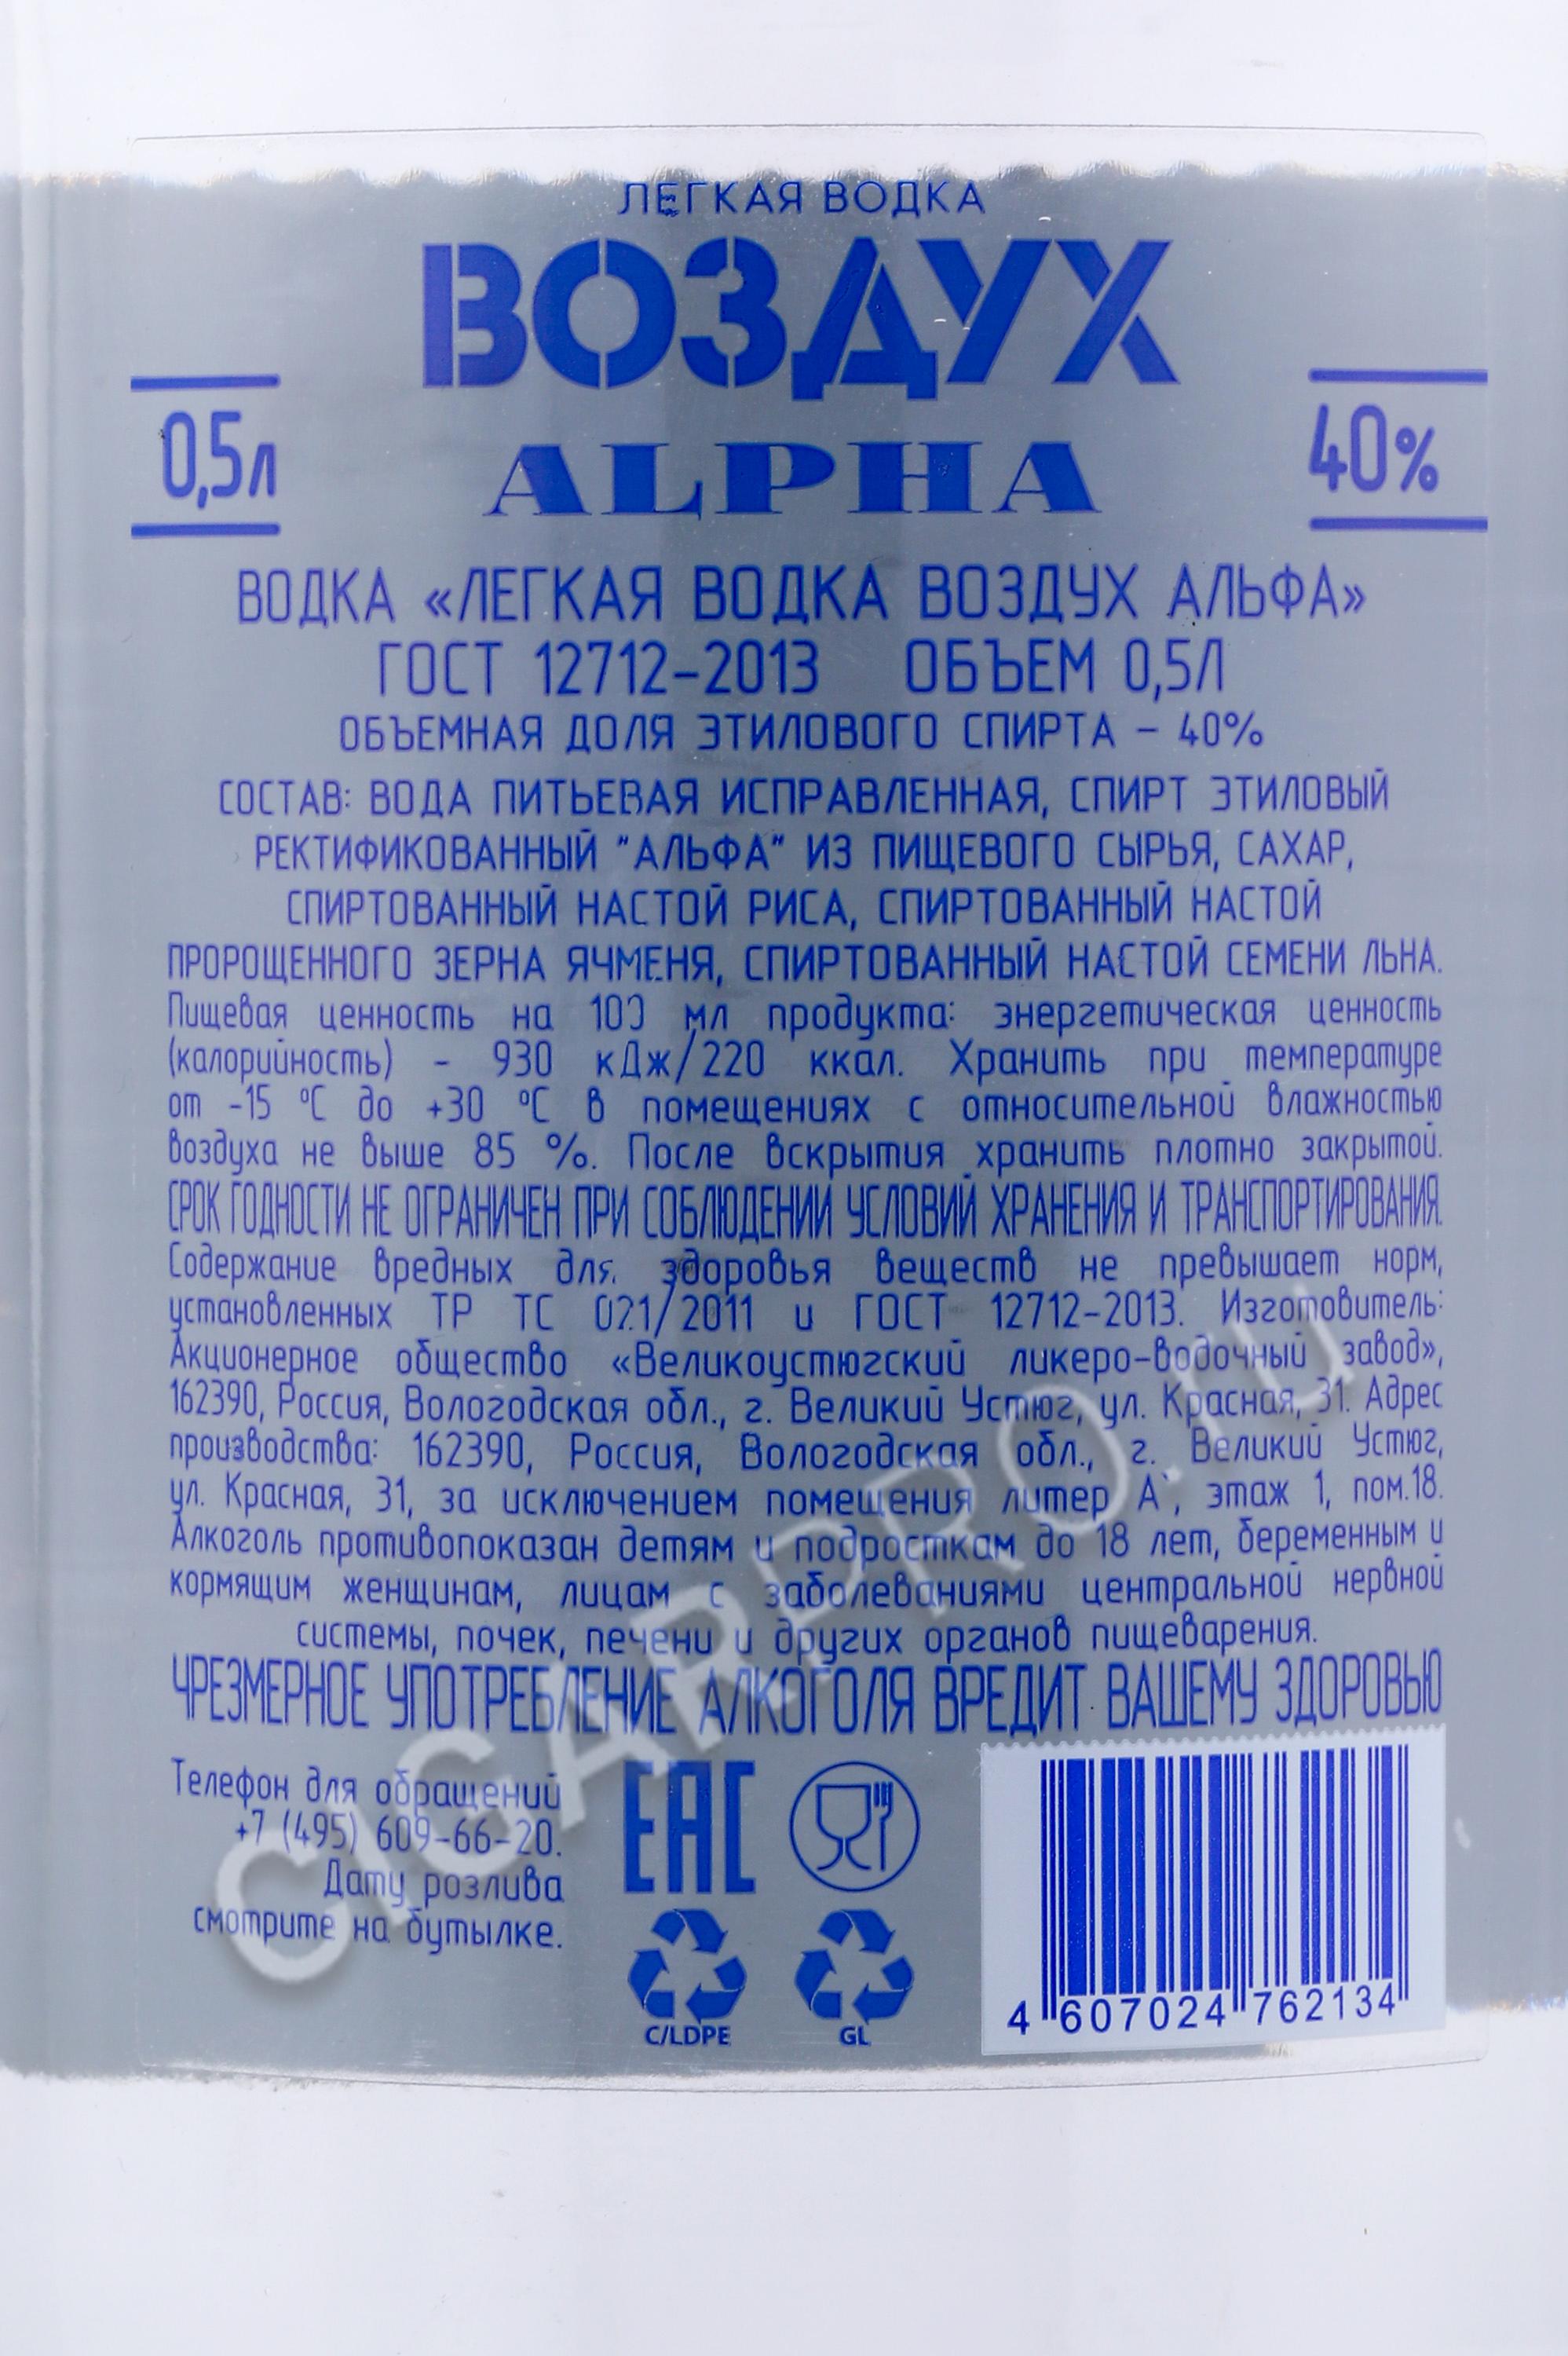 ЛЕГКАЯ ВОДКА
ВОЗДУХ
0,5л
40%
ALPHA
ВОДКА «ЛЕГКАЯ ВОДКА ВОЗДУХ АЛЬФА»
ГОСТ 12712-2013 ОБЪЕМ 0,5Л
ОБЪЕМНАЯ ДОЛЯ ЭТИЛОВОГО СПИРТА - 40%
СОСТАВ: ВОДА ПИТЬЕВАЯ ИСПРАВЛЕННАЯ, СПИРТ ЭТИЛОВЫЙ
РЕКТИФИКОВАННЫЙ "АЛЬФА" ИЗ ПИЩЕВОГО СЫРЬЯ, САХАР,
СПИРТОВАННЫЙ НАСТОЙ РИСА, СПИРТОВАННЫЙ НАСТОЙ
ПРОРОЩЕННОГО ЗЕРНА ЯЧМЕНЯ, СПИРТОВАННЫЙ НАСТОЙ СЕМЕНИ ЛЬНА.
Пищевая ценность на 100 мл продукта: энергетическая ценность
(калорийность) - 930 кДж/220 ккал. Хранить при температуре
от -15 °C до +30 °C в помещениях с относительной влажностью
воздуха не выше 85 %. После вскрытия хранить плотно закрытой.
СРОК ГОДНОСТИ НЕ ОГРАНИЧЕН ПРИ СОБЛЮДЕНИИ УСЛОВИЙ ХРАНЕНИЯ И ТРАНСПОРТИРОВАНИЯ.
Содержание вредных для здоровья веществ не превышает норм,
установленных ТР ТС 021/2011 и ГОСТ 12712-2013. Изготовитель:
Акционерное общество «Великоустюгский ликеро-водочный завод»,
162390, Россия, Вологодская обл., г. Великий Устюг, ул. Красная, 31. Адрес
производства: 162390, Россия, Вологодская обл., г. Великий Устюг,
ул. Красная, 31, за исключением помещения литер А`, этаж 1, пом.18.
Алкоголь противопоказан детям и подросткам до 18 лет, беременным и
кормящим женщинам, лицам с заболеваниями центральной нервной
системы, почек, печени и других органов пищеварения.
ЧРЕЗМЕРНОЕ УПОТРЕБЛЕНИЕ АЛКОГОЛЯ ВРЕДИТ ВАШЕМУ ЗДОРОВЬЮ
Телефон для обращений
+7 (495) 609-66-20.
Дату розлива
смотрите на бутылке.
EAC
C/LDPE
GL
4 607024 762134
CIGARPRO.ru